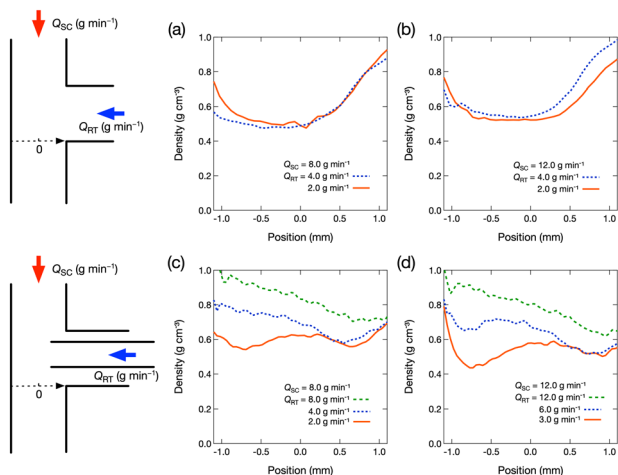 Q_SC (g min⁻¹)
Q_RT (g min⁻¹)
0
(a)
Density (g cm⁻³)
1.0
0.8
0.6
0.4
0.2
0.0
Q_SC = 8.0 g min⁻¹
Q_RT = 4.0 g min⁻¹
2.0 g min⁻¹
-1.0 -0.5 0.0 0.5 1.0
Position (mm)
(b)
Density (g cm⁻³)
1.0
0.8
0.6
0.4
0.2
0.0
Q_SC = 12.0 g min⁻¹
Q_RT = 4.0 g min⁻¹
2.0 g min⁻¹
-1.0 -0.5 0.0 0.5 1.0
Position (mm)
Q_SC (g min⁻¹)
Q_RT (g min⁻¹)
0
(c)
Density (g cm⁻³)
1.0
0.8
0.6
0.4
0.2
0.0
Q_SC = 8.0 g min⁻¹
Q_RT = 8.0 g min⁻¹
4.0 g min⁻¹
2.0 g min⁻¹
-1.0 -0.5 0.0 0.5 1.0
Position (mm)
(d)
Density (g cm⁻³)
1.0
0.8
0.6
0.4
0.2
0.0
Q_SC = 12.0 g min⁻¹
Q_RT = 12.0 g min⁻¹
6.0 g min⁻¹
3.0 g min⁻¹
-1.0 -0.5 0.0 0.5 1.0
Position (mm)